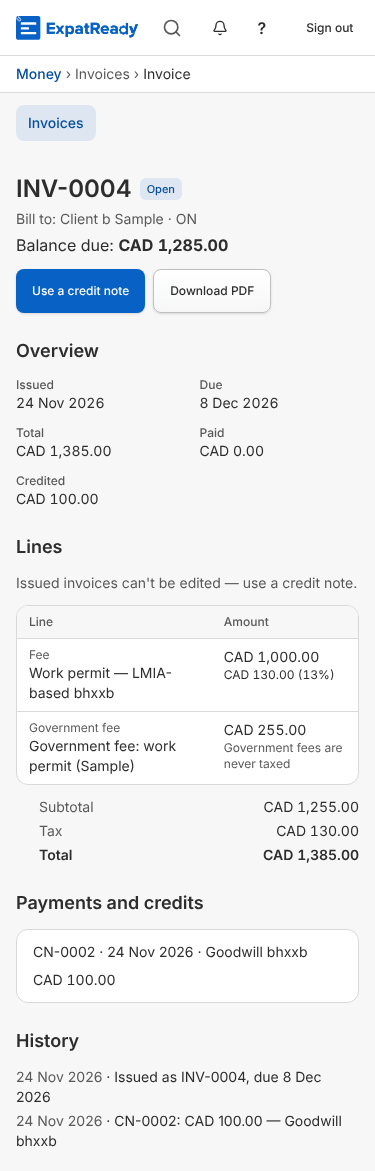 ExpatReady ? Sign out
Money › Invoices › Invoice
Invoices
INV-0004 Open
Bill to: Client b Sample · ON
Balance due: CAD 1,285.00
Use a credit note Download PDF
Overview
Issued Due
24 Nov 2026 8 Dec 2026
Total Paid
CAD 1,385.00 CAD 0.00
Credited
CAD 100.00
Lines
Issued invoices can't be edited — use a credit note.
Line Amount
Fee
Work permit — LMIA-
based bhxxb
CAD 1,000.00
CAD 130.00 (13%)
Government fee
Government fee: work
permit (Sample)
CAD 255.00
Government fees are
never taxed
Subtotal CAD 1,255.00
Tax CAD 130.00
Total CAD 1,385.00
Payments and credits
CN-0002 · 24 Nov 2026 · Goodwill bhxxb
CAD 100.00
History
24 Nov 2026 · Issued as INV-0004, due 8 Dec
2026
24 Nov 2026 · CN-0002: CAD 100.00 — Goodwill
bhxxb